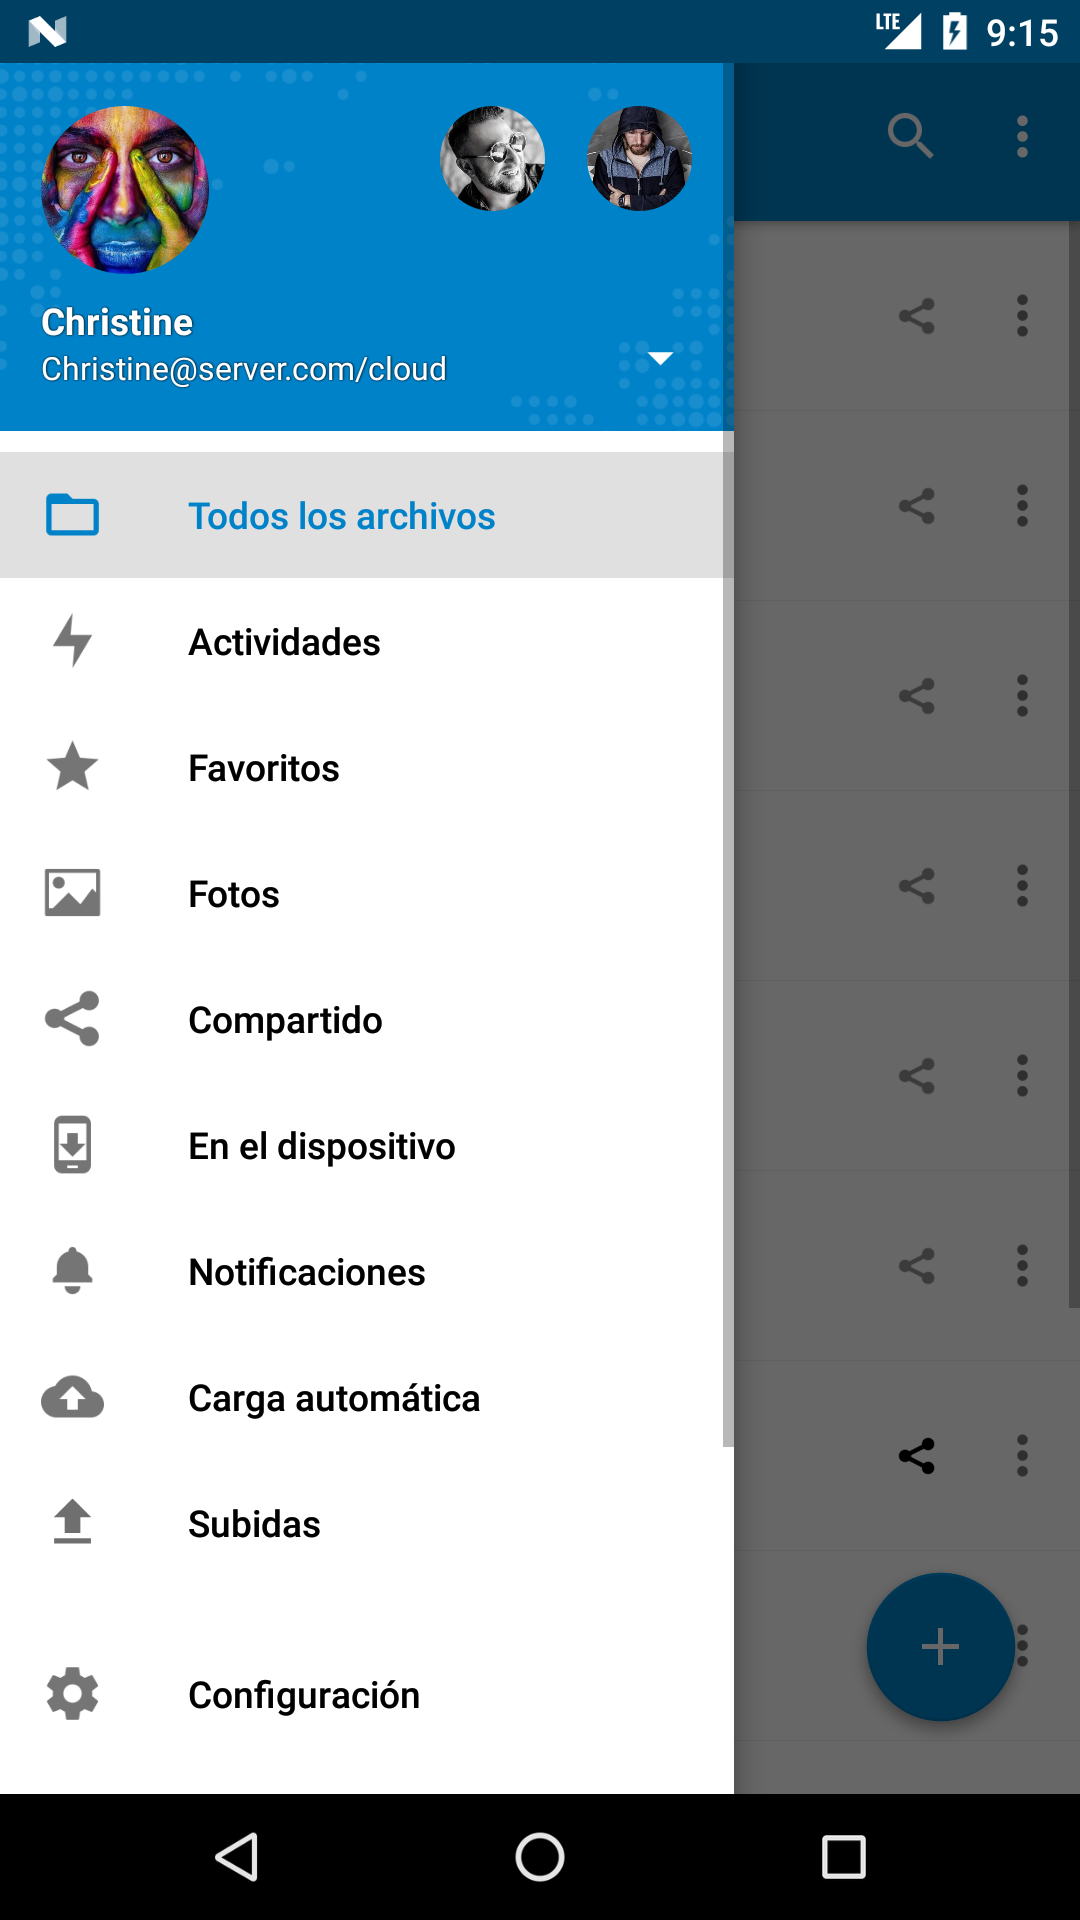 LTE 9:15
Christine
Christine@server.com/cloud
Todos los archivos
Actividades
Favoritos
Fotos
Compartido
En el dispositivo
Notificaciones
Carga automática
Subidas
Configuración